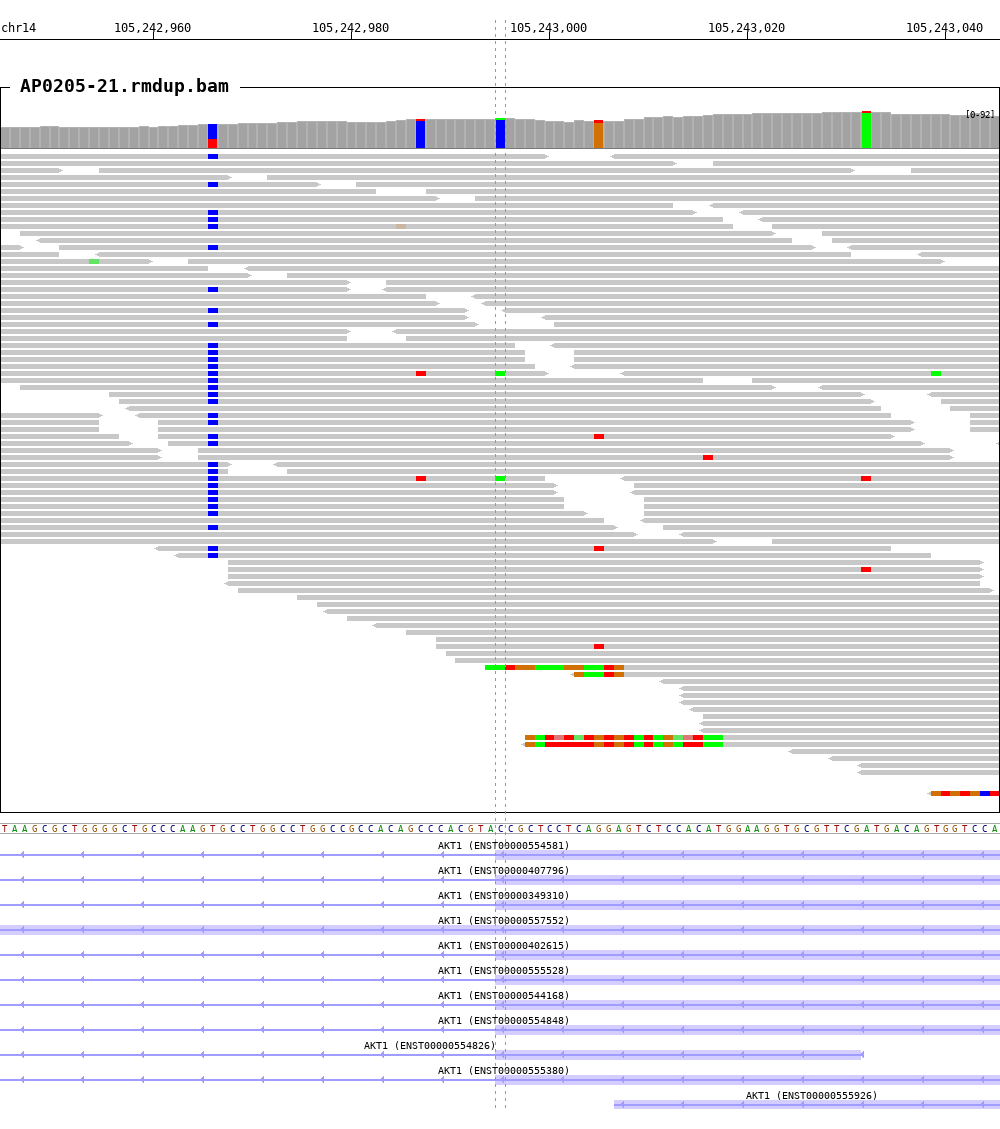 chr14 105,242,960 105,242,980 105,243,000 105,243,020 105,243,040
AP0205-21.rmdup.bam
[0-92]
TAAGCGCTGGGGCTGCCCAAGTGCCTGGCCTGGCCGCCACAGCCCACGTACCGCTCCTCAGGAGTCTCCACATGGAAGGTGCGTTCGATGACAGTGGTCCA
AKT1 (ENST00000554581)
AKT1 (ENST00000407796)
AKT1 (ENST00000349310)
AKT1 (ENST00000557552)
AKT1 (ENST00000402615)
AKT1 (ENST00000555528)
AKT1 (ENST00000544168)
AKT1 (ENST00000554848)
AKT1 (ENST00000554826)
AKT1 (ENST00000555380)
AKT1 (ENST00000555926)